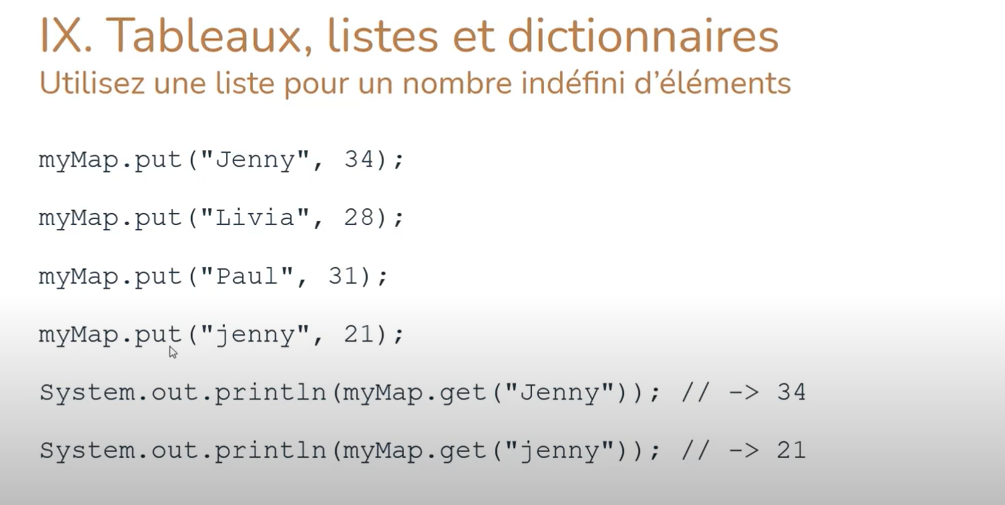 IX. Tableaux, listes et dictionnaires
Utilisez une liste pour un nombre indéfini d’éléments
myMap.put("Jenny", 34);
myMap.put("Livia", 28);
myMap.put("Paul", 31);
myMap.put("jenny", 21);
System.out.println(myMap.get("Jenny")); // -> 34
System.out.println(myMap.get("jenny")); // -> 21